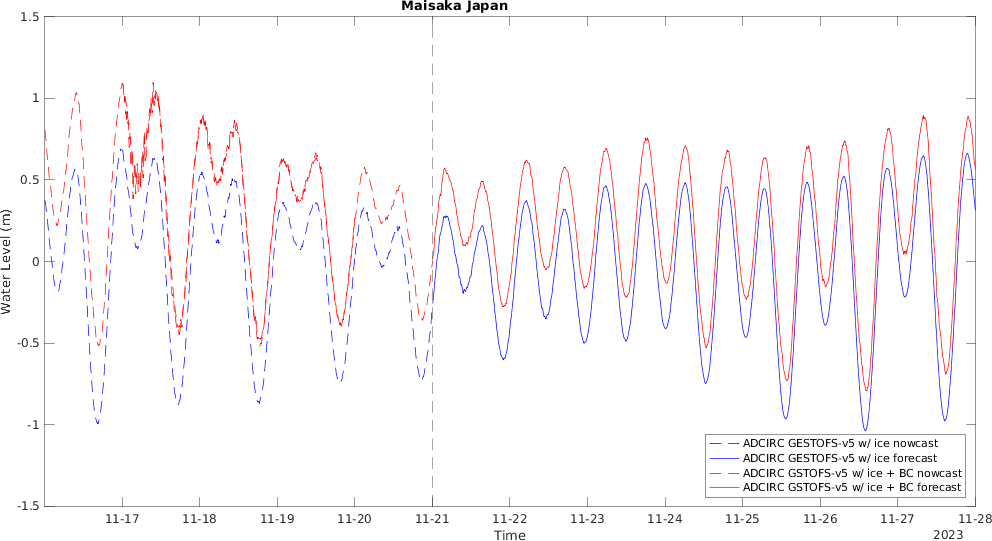 Maisaka Japan
1.5
1
0.5
0
-0.5
-1
-1.5
Water Level (m)
11-17
11-18
11-19
11-20
11-21
11-22
11-23
11-24
11-25
11-26
11-27
11-28
Time
2023
ADCIRC GESTOFS-v5 w/ ice nowcast
ADCIRC GESTOFS-v5 w/ ice forecast
ADCIRC GSTOFS-v5 w/ ice + BC nowcast
ADCIRC GSTOFS-v5 w/ ice + BC forecast